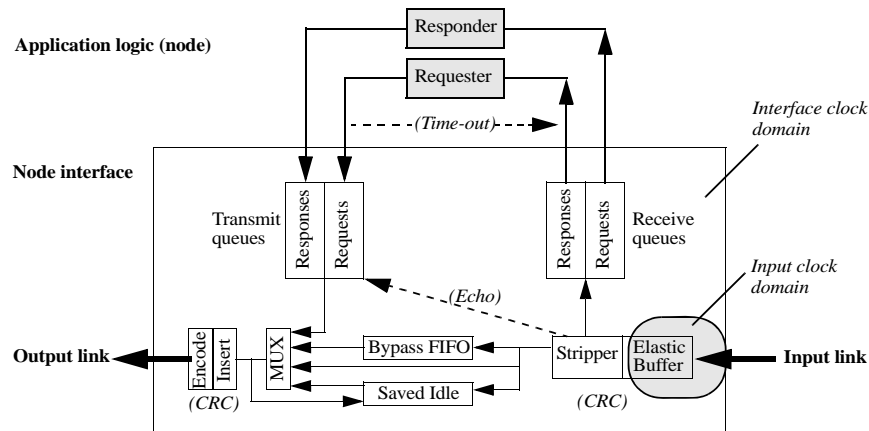 Responder
Application logic (node)
Requester
(Time-out)
Interface clock
domain
Node interface
Transmit
queues
Responses
Requests
Responses
Requests
Receive
queues
Input clock
domain
(Echo)
Output link
Encode
Insert
MUX
Bypass FIFO
Stripper
Elastic
Buffer
Input link
Saved Idle
(CRC)
(CRC)